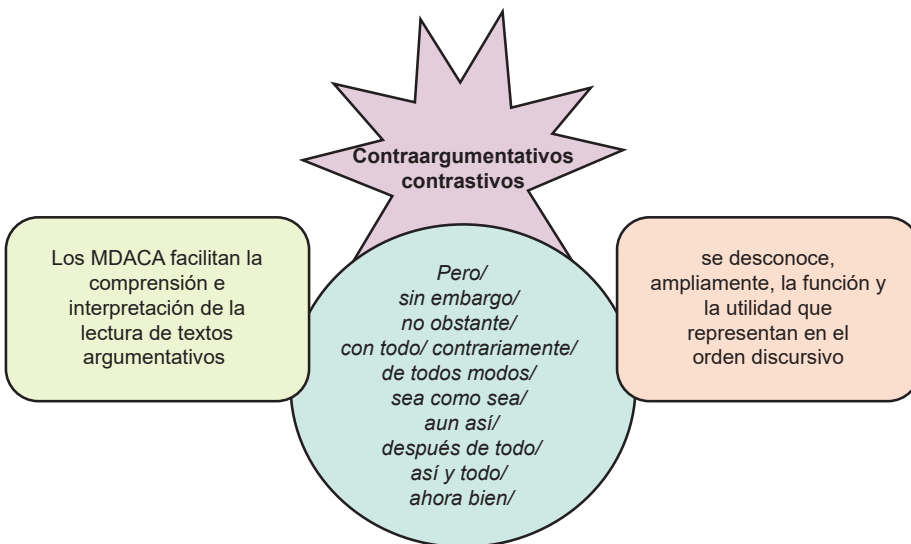 Contraargumentativos
contrastivos
Los MDACA facilitan la
comprensión e
interpretación de la
lectura de textos
argumentativos
Pero/
sin embargo/
no obstante/
con todo/ contrariamente/
de todos modos/
sea como sea/
aun así/
después de todo/
así y todo/
ahora bien/
se desconoce,
ampliamente, la función y
la utilidad que
representan en el
orden discursivo